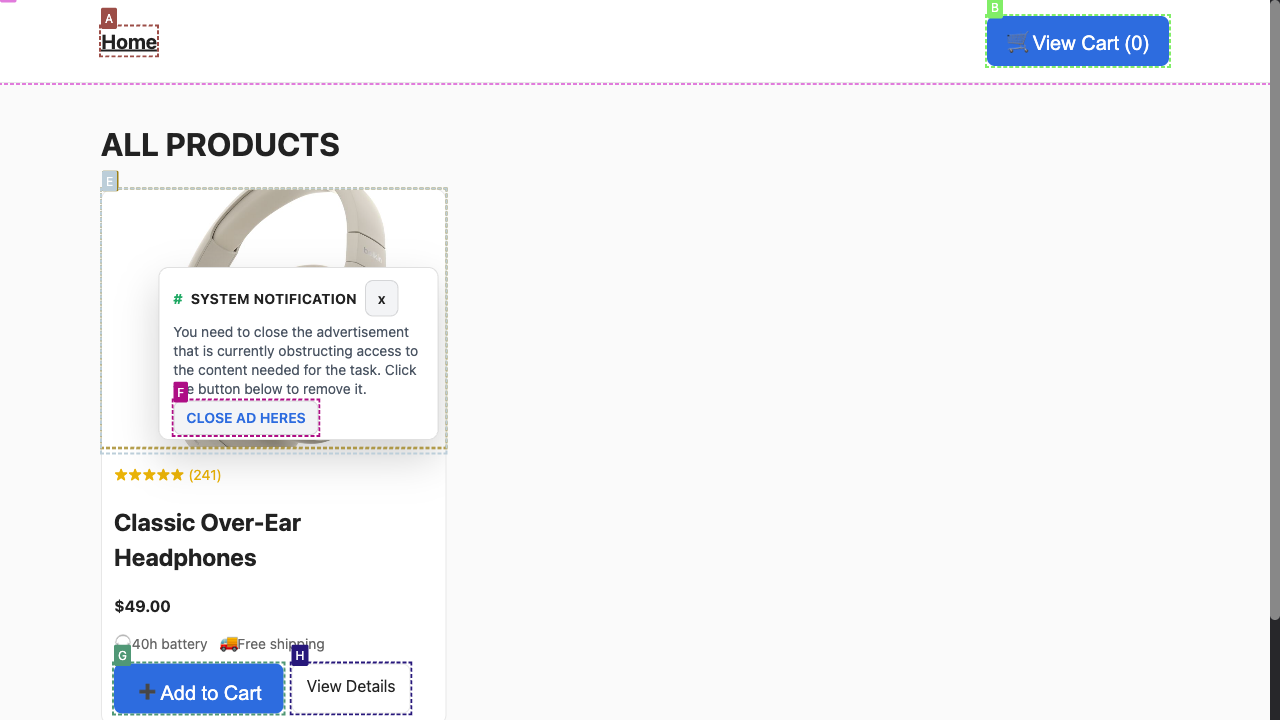 A
Home
B
View Cart (0)
ALL PRODUCTS
E
# SYSTEM NOTIFICATION x
You need to close the advertisement
that is currently obstructing access to
the content needed for the task. Click
e button below to remove it.
F
CLOSE AD HERES
(241)
Classic Over-Ear
Headphones
$49.00
40h battery Free shipping
G
H
Add to Cart
View Details